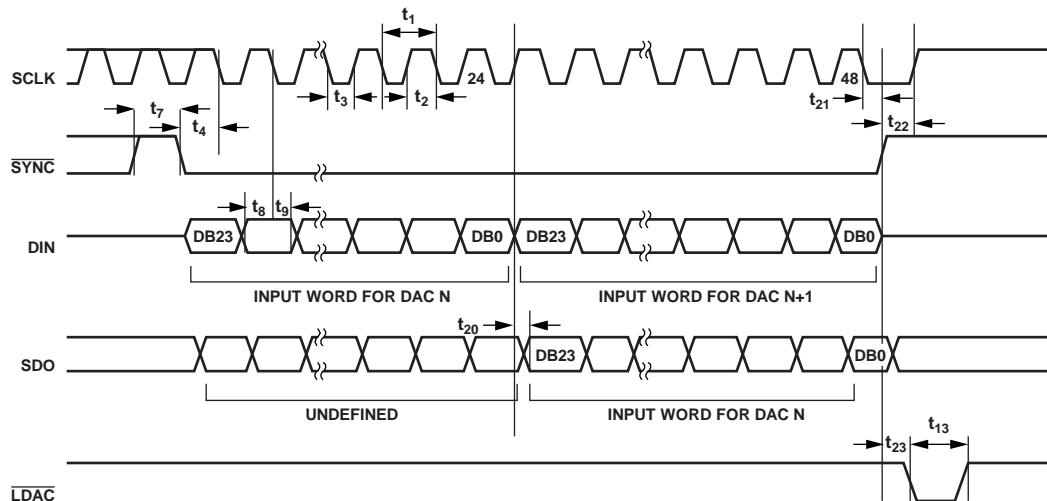 t1
SCLK
t3
t2
24
48
t21
t7
t4
t22
SYNC
t8
t9
DIN
DB23
DB0
DB23
DB0
INPUT WORD FOR DAC N
INPUT WORD FOR DAC N+1
t20
SDO
DB23
DB0
UNDEFINED
INPUT WORD FOR DAC N
t23
t13
LDAC